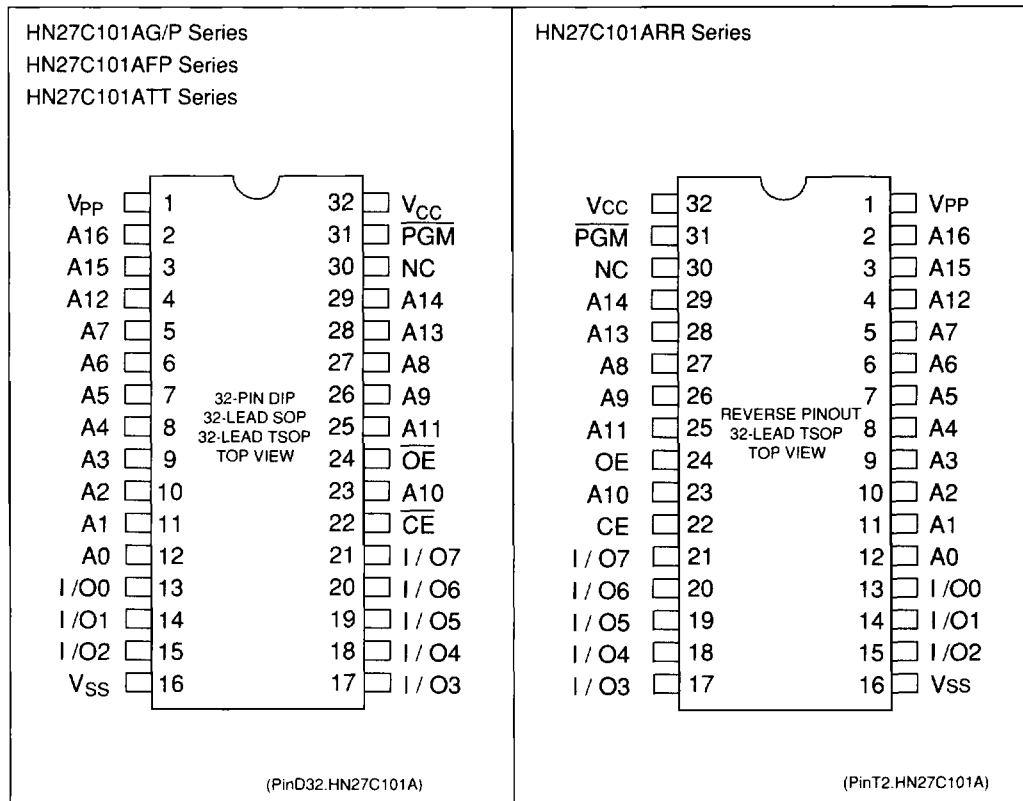 HN27C101AG/P Series
HN27C101AFP Series
HN27C101ATT Series
VPP 1 32 VCC
A16 2 31 PGM
A15 3 30 NC
A12 4 29 A14
A7 5 28 A13
A6 6 27 A8
A5 7 26 A9
A4 8 25 A11
A3 9 24 OE
A2 10 23 A10
A1 11 22 CE
A0 12 21 I / O7
I /O0 13 20 I / O6
I /O1 14 19 I / O5
I /O2 15 18 I / O4
VSS 16 17 I / O3
32-PIN DIP
32-LEAD SOP
32-LEAD TSOP
TOP VIEW
(PinD32.HN27C101A)
HN27C101ARR Series
VCC 32 1 VPP
PGM 31 2 A16
NC 30 3 A15
A14 29 4 A12
A13 28 5 A7
A8 27 6 A6
A9 26 7 A5
A11 25 8 A4
OE 24 9 A3
A10 23 10 A2
CE 22 11 A1
I / O7 21 12 A0
I / O6 20 13 I /O0
I / O5 19 14 I /O1
I / O4 18 15 I /O2
I / O3 17 16 VSS
REVERSE PINOUT
32-LEAD TSOP
TOP VIEW
(PinT2.HN27C101A)